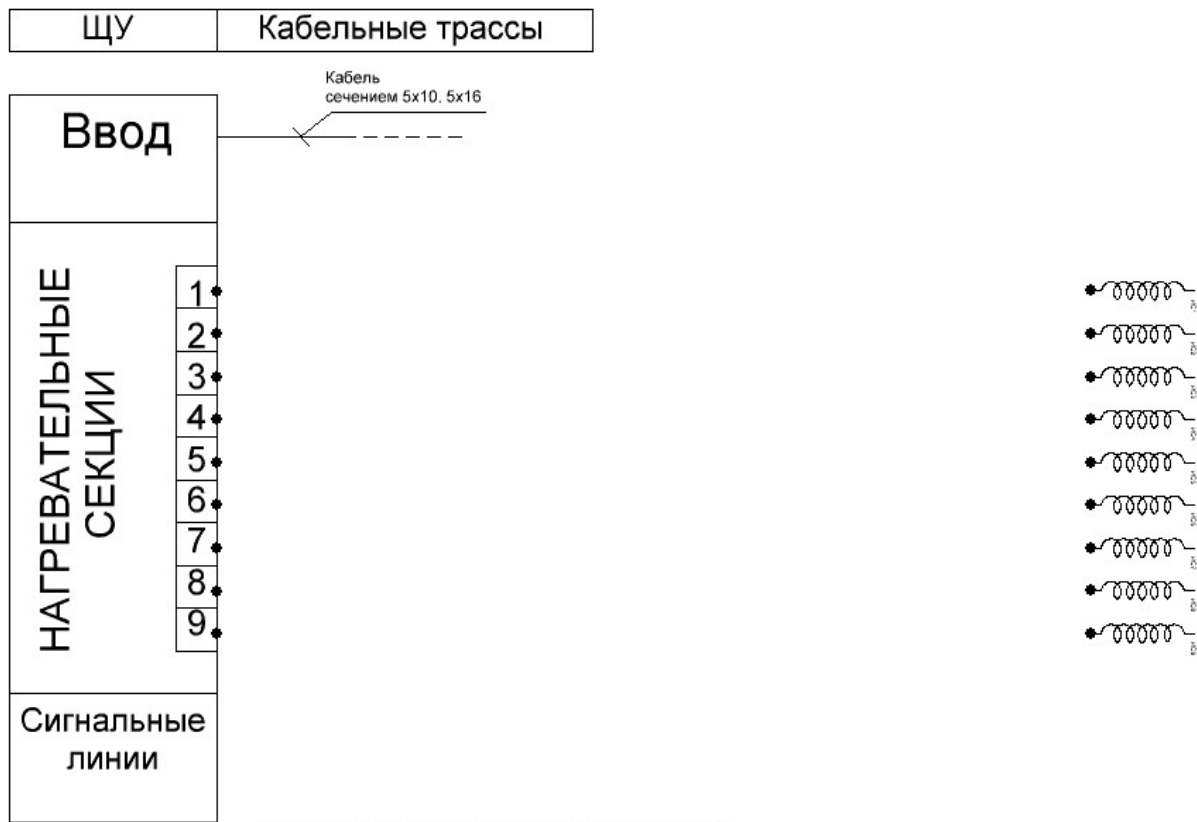 ЩУ
Кабельные трассы
Кабель
сечением 5х10, 5х16
Ввод
НАГРЕВАТЕЛЬНЫЕ
СЕКЦИИ
1
2
3
4
5
6
7
8
9
Сигнальные
линии